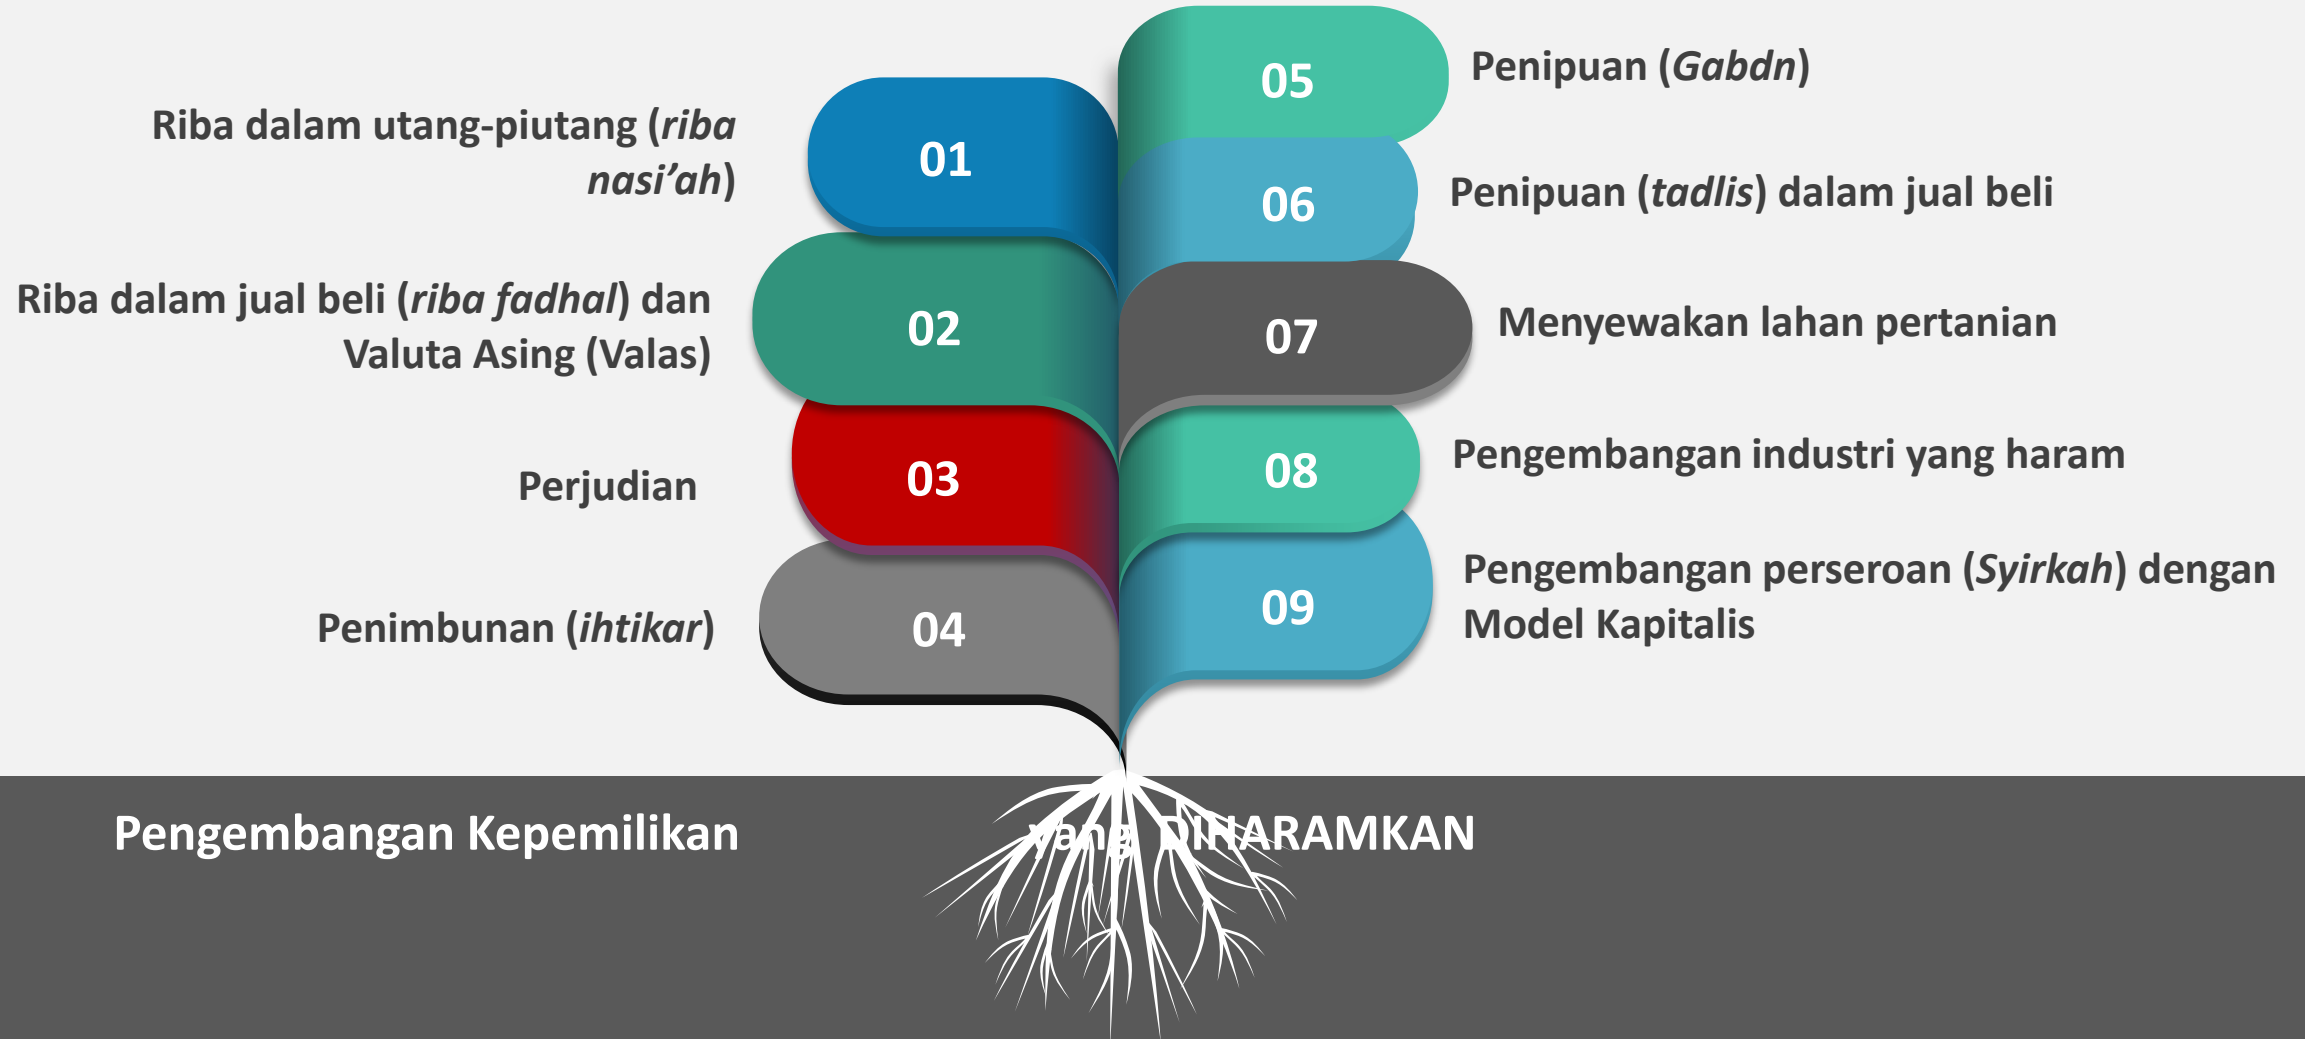 01
Riba dalam utang-piutang (riba
nasi’ah)
02
Riba dalam jual beli (riba fadhal) dan
Valuta Asing (Valas)
03
Perjudian
04
Penimbunan (ihtikar)
05
Penipuan (Gabdn)
06
Penipuan (tadlis) dalam jual beli
07
Menyewakan lahan pertanian
08
Pengembangan industri yang haram
09
Pengembangan perseroan (Syirkah) dengan
Model Kapitalis
Pengembangan Kepemilikan yang DIHARAMKAN